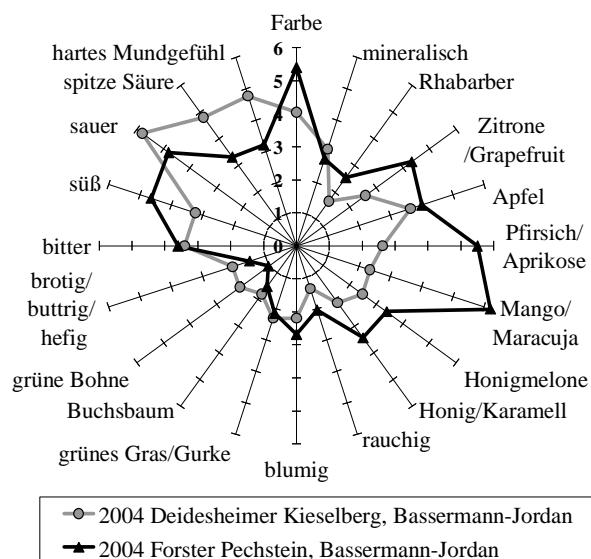 Farbe
6
5
4
3
2
1
0
mineralisch
Rhabarber
Zitrone
/Grapefruit
Apfel
Pfirsich/
Aprikose
Mango/
Maracuja
Honigmelone
Honig/Karamell
rauchig
blumig
grünes Gras/Gurke
Buchsbaum
grüne Bohne
brotig/
buttrig/
hefig
bitter
süß
sauer
spitze Säure
hartes Mundgefühl
2004 Deidesheimer Kieselberg, Bassermann-Jordan
2004 Forster Pechstein, Bassermann-Jordan